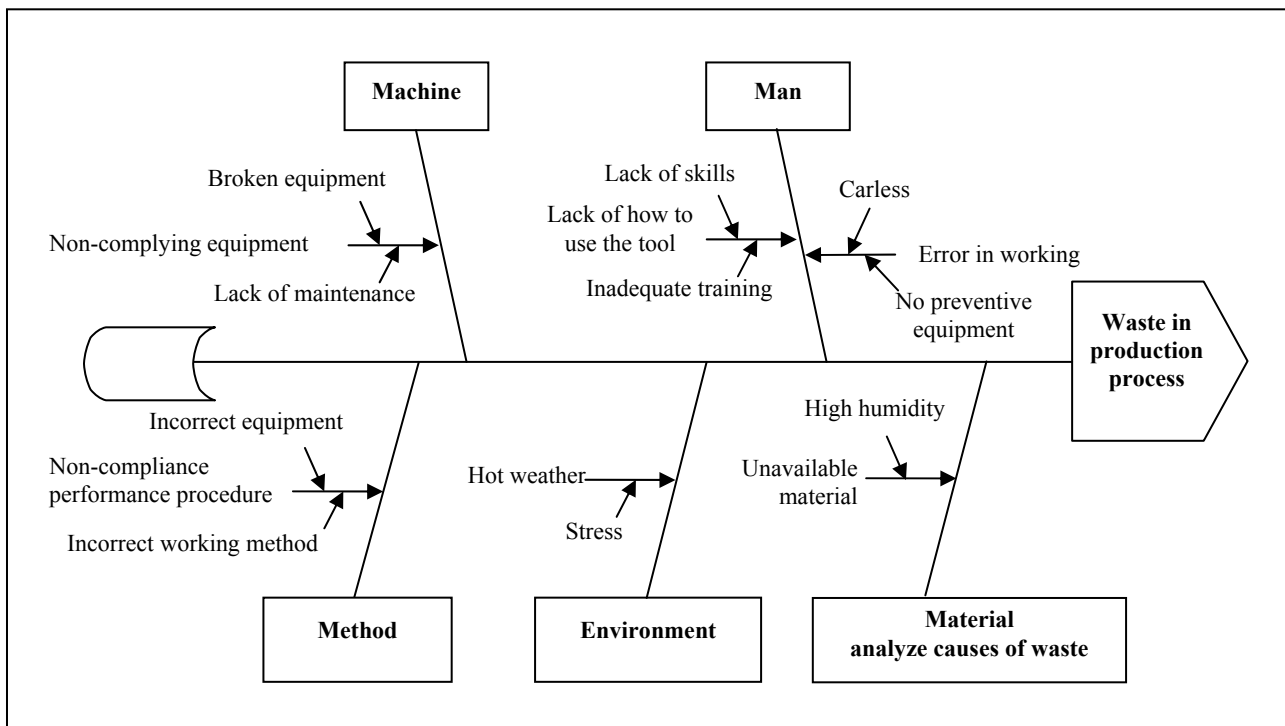 Machine
Man
Broken equipment
Non-complying equipment
Lack of maintenance
Lack of skills
Lack of how to
use the tool
Inadequate training
Carless
Error in working
No preventive
equipment
Waste in
production
process
Incorrect equipment
Non-compliance
performance procedure
Incorrect working method
Hot weather
Stress
High humidity
Unavailable
material
Method
Environment
Material
analyze causes of waste